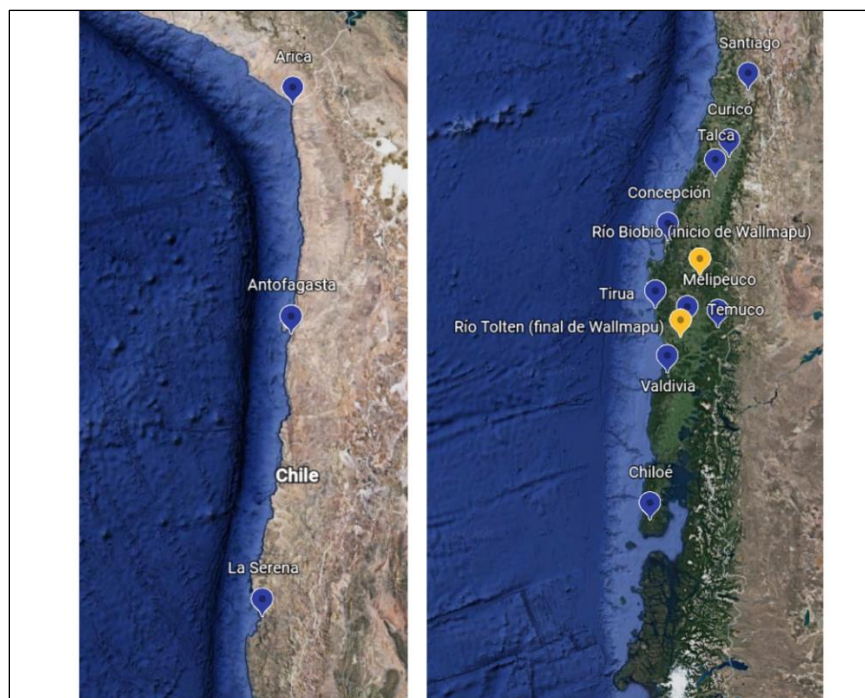 Arica
Antofagasta
Chile
La Serena
Santiago
Curicó
Talca
Concepción
Río Biobio (inicio de Wallmapu)
Melipeuco
Tirua
Temuco
Río Tolten (final de Wallmapu)
Valdivia
Chiloé